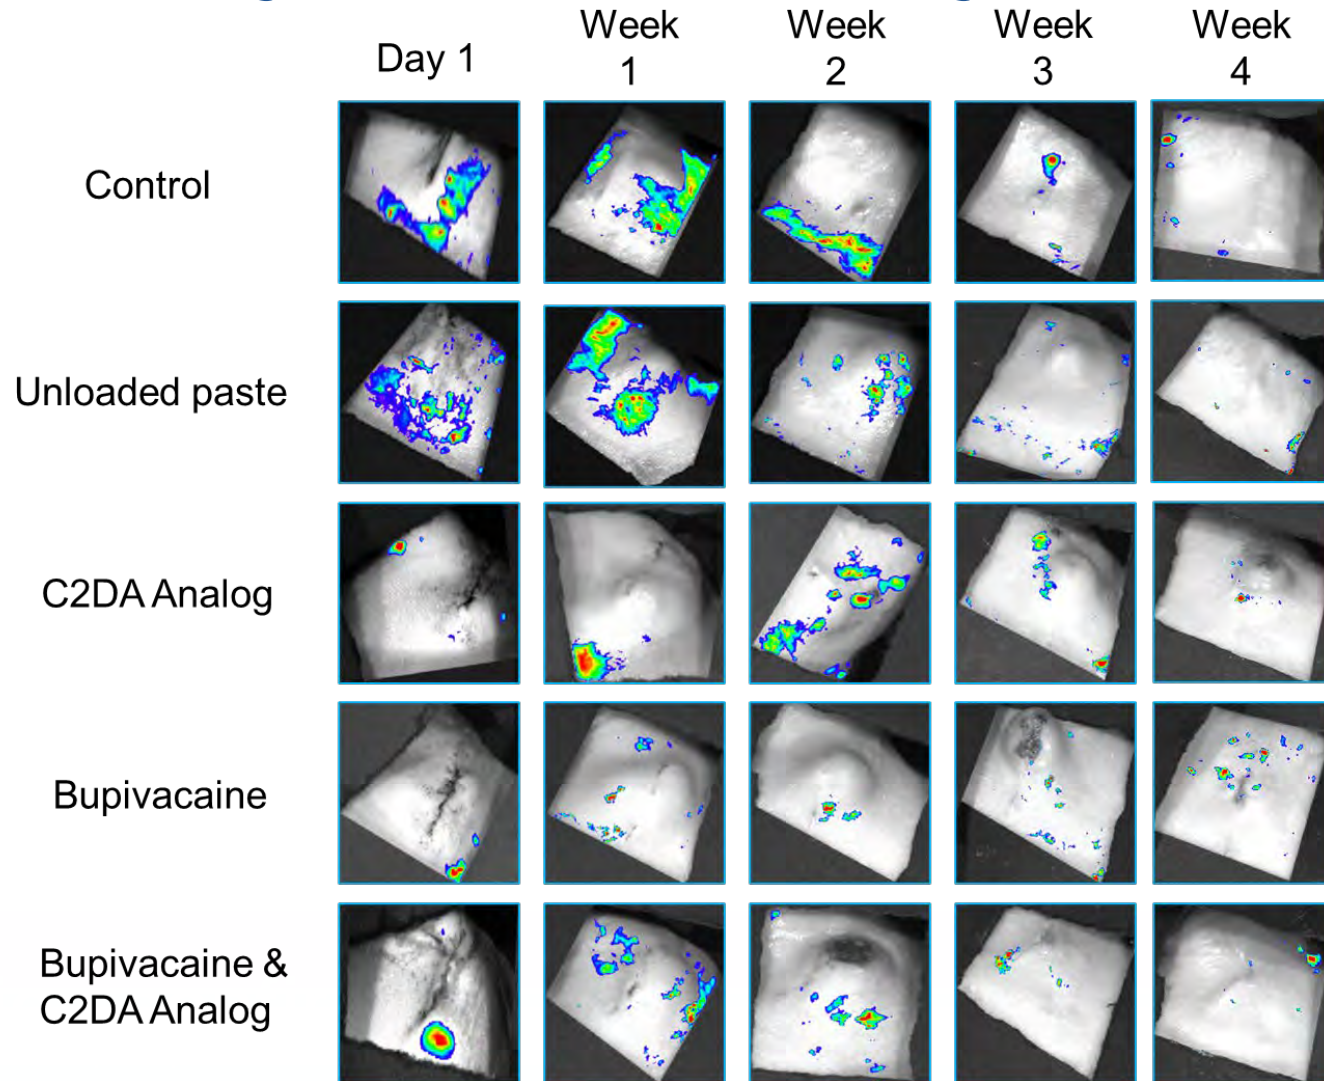 Day 1
Week
1
Week
2
Week
3
Week
4
Control
Unloaded paste
C2DA Analog
Bupivacaine
Bupivacaine &
C2DA Analog